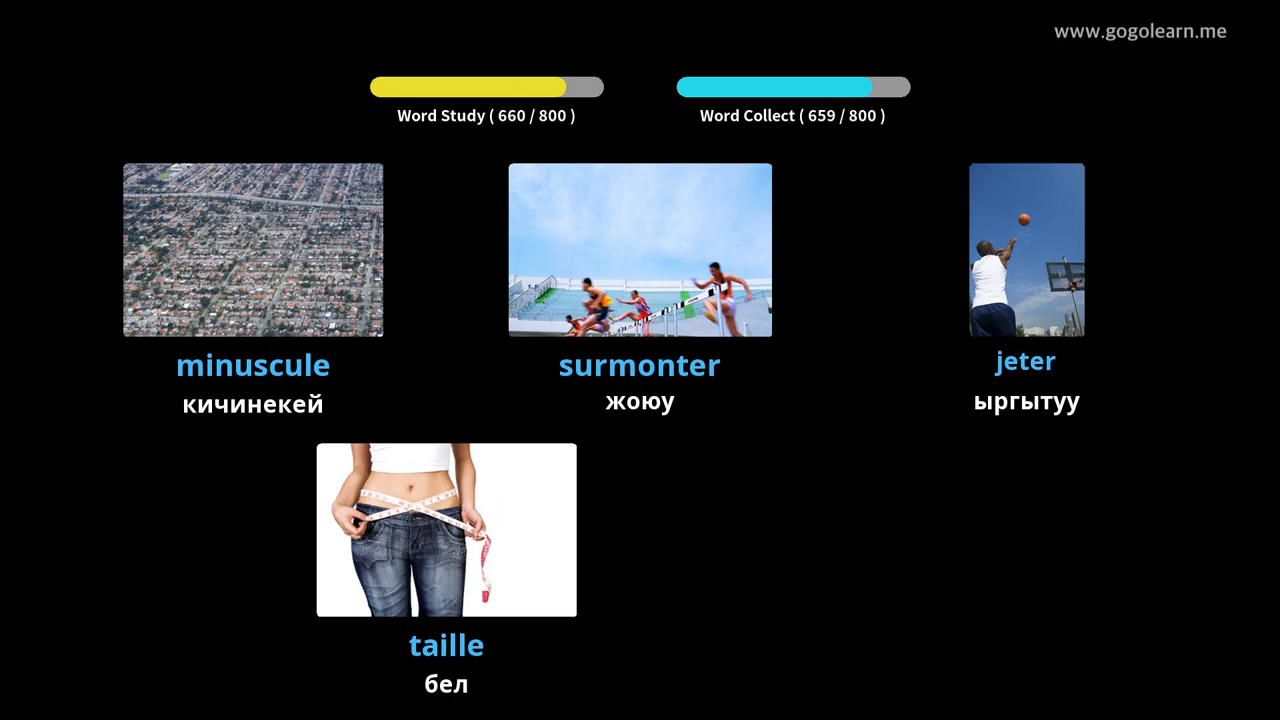 www.gogolearn.me
Word Study ( 660 / 800 )
Word Collect ( 659 / 800 )
minuscule
surmonter
jeter
кичинекей
жоюу
ыргытуу
taille
бел